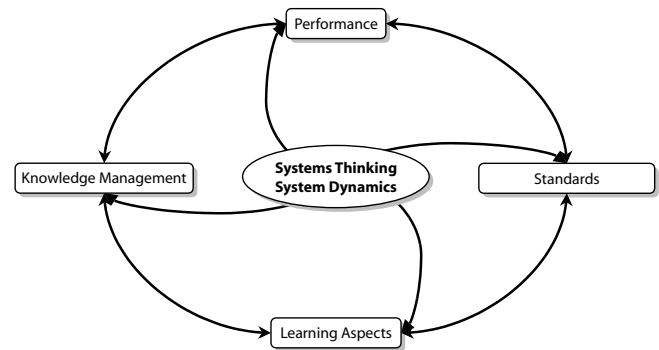 Performance
Knowledge Management
Systems Thinking
System Dynamics
Standards
Learning Aspects